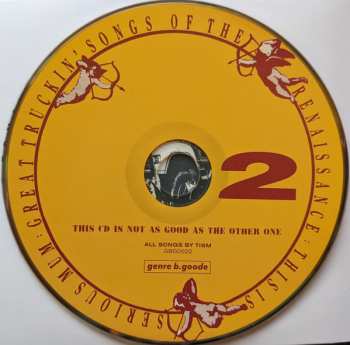 GREAT TRUCKIN' SONGS OF THE RENAISSANCE: THIS IS SERIOUS MUM:
2
THIS CD IS NOT AS GOOD AS THE OTHER ONE
ALL SONGS BY TISM
genre b.goode